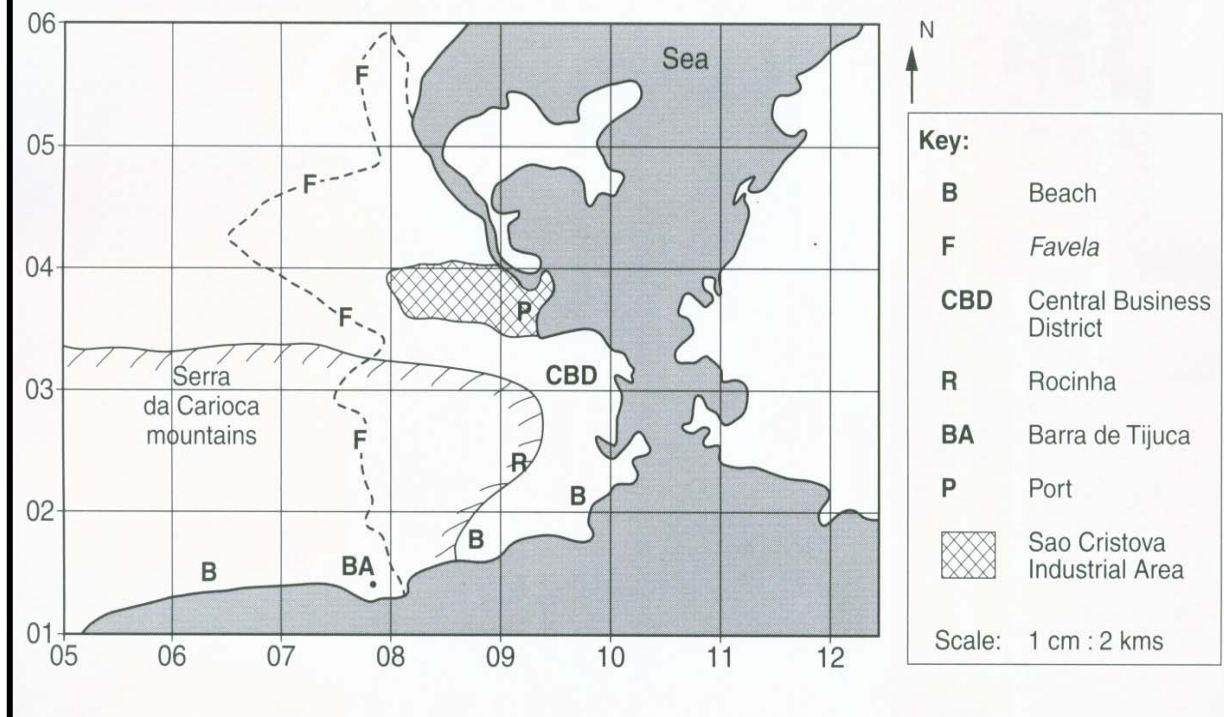 06
05
04
03
02
01
05 06 07 08 09 10 11 12
Sea
N
F
F
F
F
P
CBD
Serra
da Carioca
mountains
R
B
B
BA
B
Key:
B Beach
F Favela
CBD Central Business
District
R Rocinha
BA Barra de Tijuca
P Port
Sao Cristova
Industrial Area
Scale: 1 cm : 2 kms